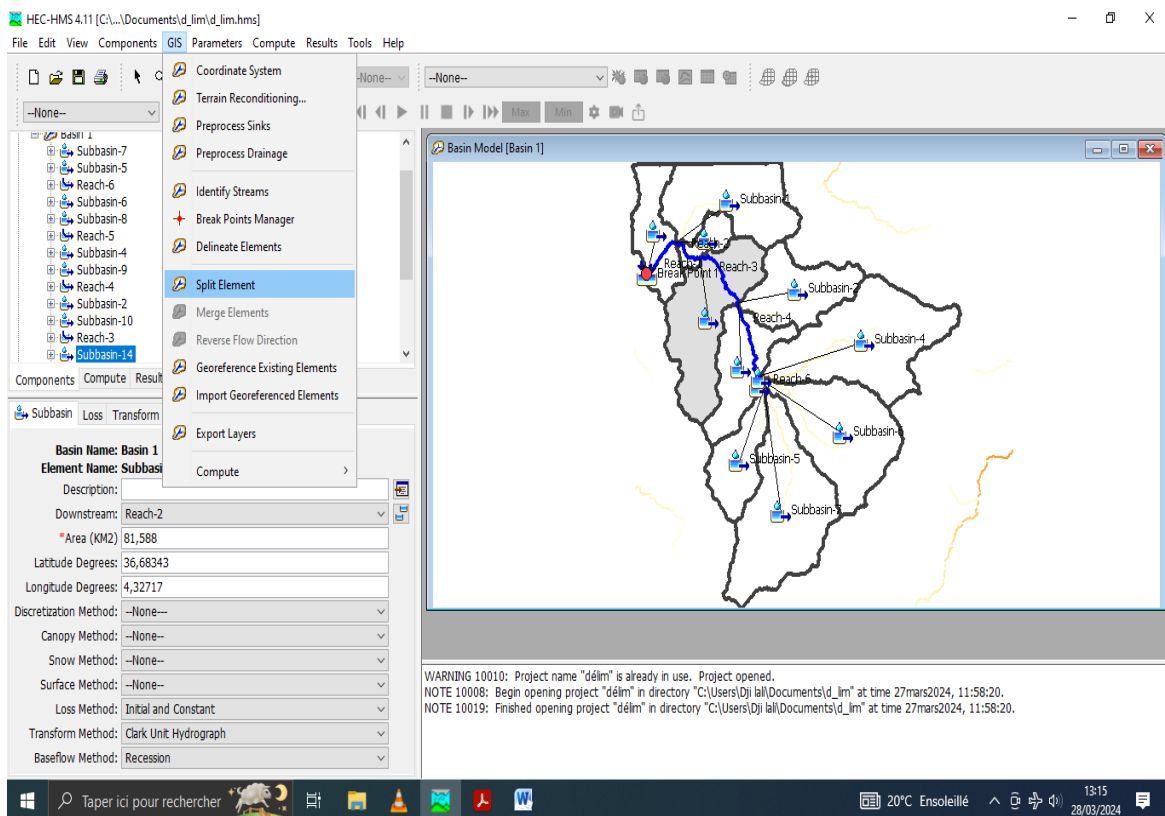 HEC-HMS 4.11 [C:\...\Documents\d_lim\d_lim.hms]
File Edit View Components GIS Parameters Compute Results Tools Help
Coordinate System
Terrain Reconditioning...
Preprocess Sinks
Preprocess Drainage
Identify Streams
Break Points Manager
Delineate Elements
Split Element
Merge Elements
Reverse Flow Direction
Georeference Existing Elements
Import Georeferenced Elements
Export Layers
Compute
-None-- --None--
--None-- Max Min
Basin 1
Subbasin-7
Subbasin-5
Reach-6
Subbasin-6
Subbasin-8
Reach-5
Subbasin-4
Subbasin-9
Reach-4
Subbasin-2
Subbasin-10
Reach-3
Subbasin-14
Components Compute Result
Subbasin Loss Transform
Basin Name: Basin 1
Element Name: Subbasi
Description:
Downstream: Reach-2
*Area (KM2) 81,588
Latitude Degrees: 36,68343
Longitude Degrees: 4,32717
Discretization Method: --None--
Canopy Method: --None--
Snow Method: --None--
Surface Method: --None--
Loss Method: Initial and Constant
Transform Method: Clark Unit Hydrograph
Baseflow Method: Recession
Basin Model [Basin 1]
Reach-3
Break Point 1
Subbasin-2
Reach-4
Subbasin-4
Reach-6
Subbasin-6
Subbasin-5
Subbasin-7
WARNING 10010: Project name "délim" is already in use. Project opened.
NOTE 10008: Begin opening project "délim" in directory "C:\Users\Dji lali\Documents\d_lim" at time 27mars2024, 11:58:20.
NOTE 10019: Finished opening project "délim" in directory "C:\Users\Dji lali\Documents\d_lim" at time 27mars2024, 11:58:20.
Taper ici pour rechercher
20°C Ensoleillé
13:15
28/03/2024